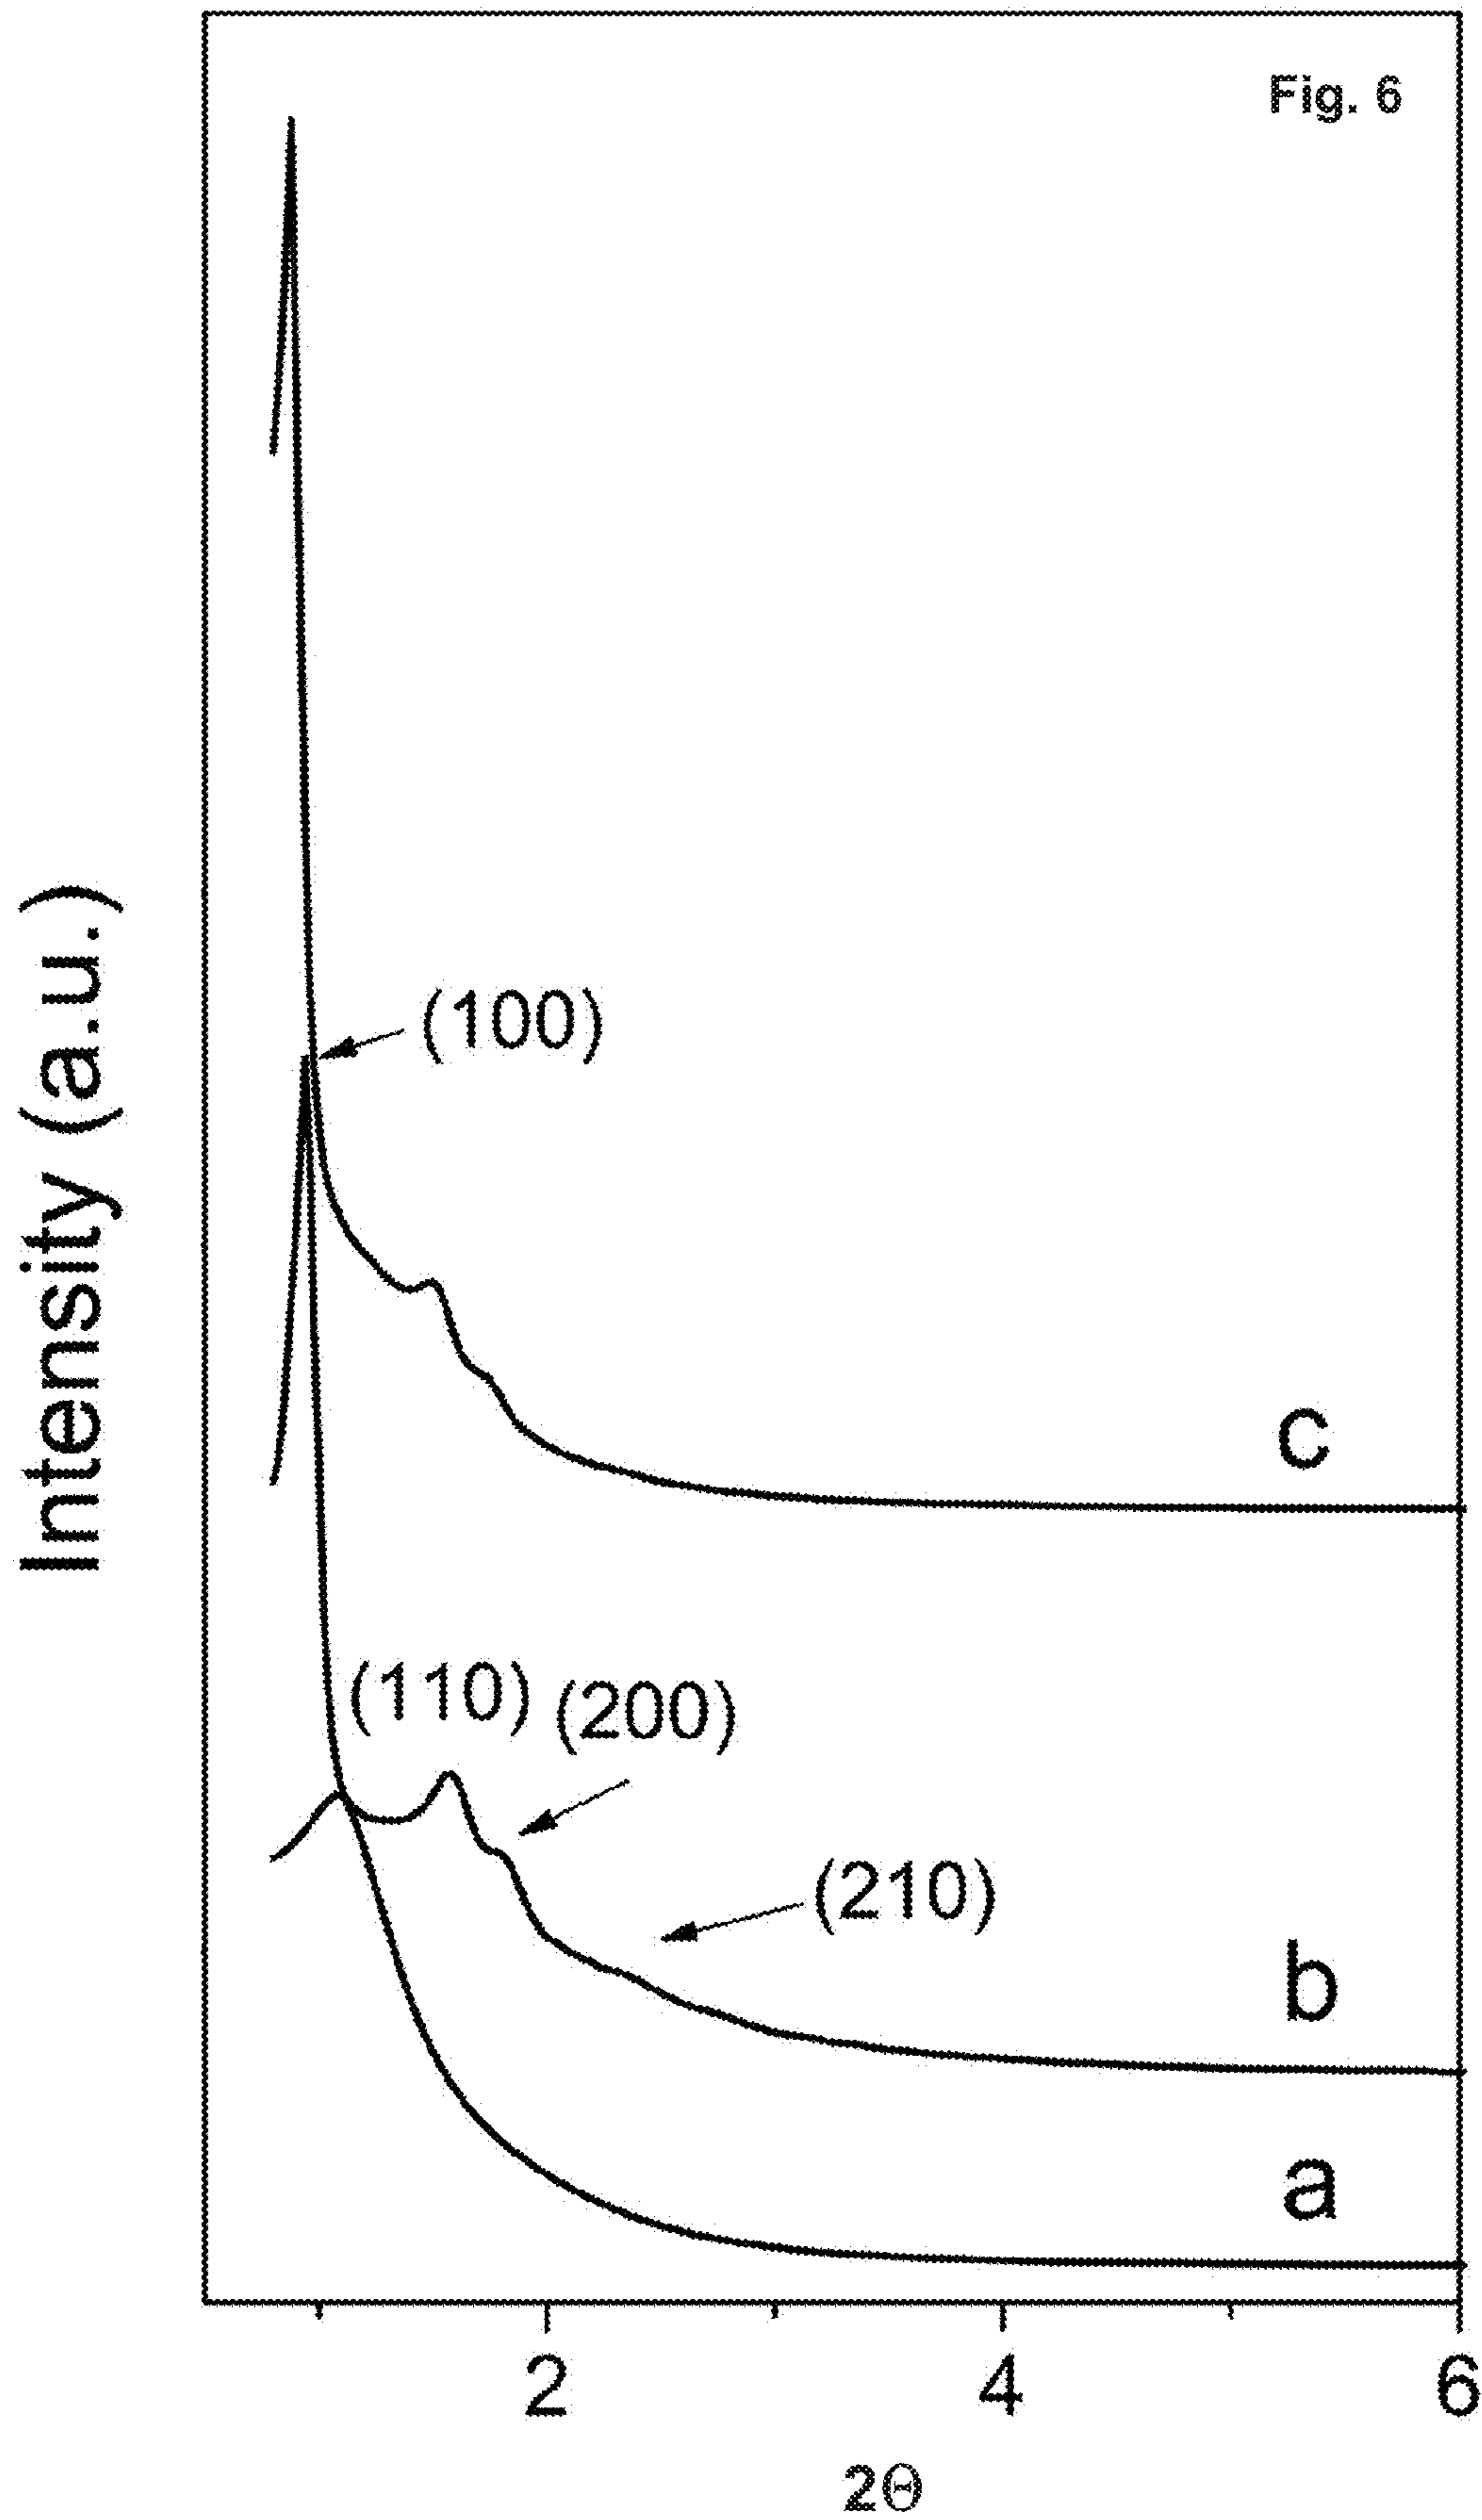 Fig. 6
Intensity (a.u.)
(100)
c
(110)
(200)
(210)
b
a
2
4
6
2Θ